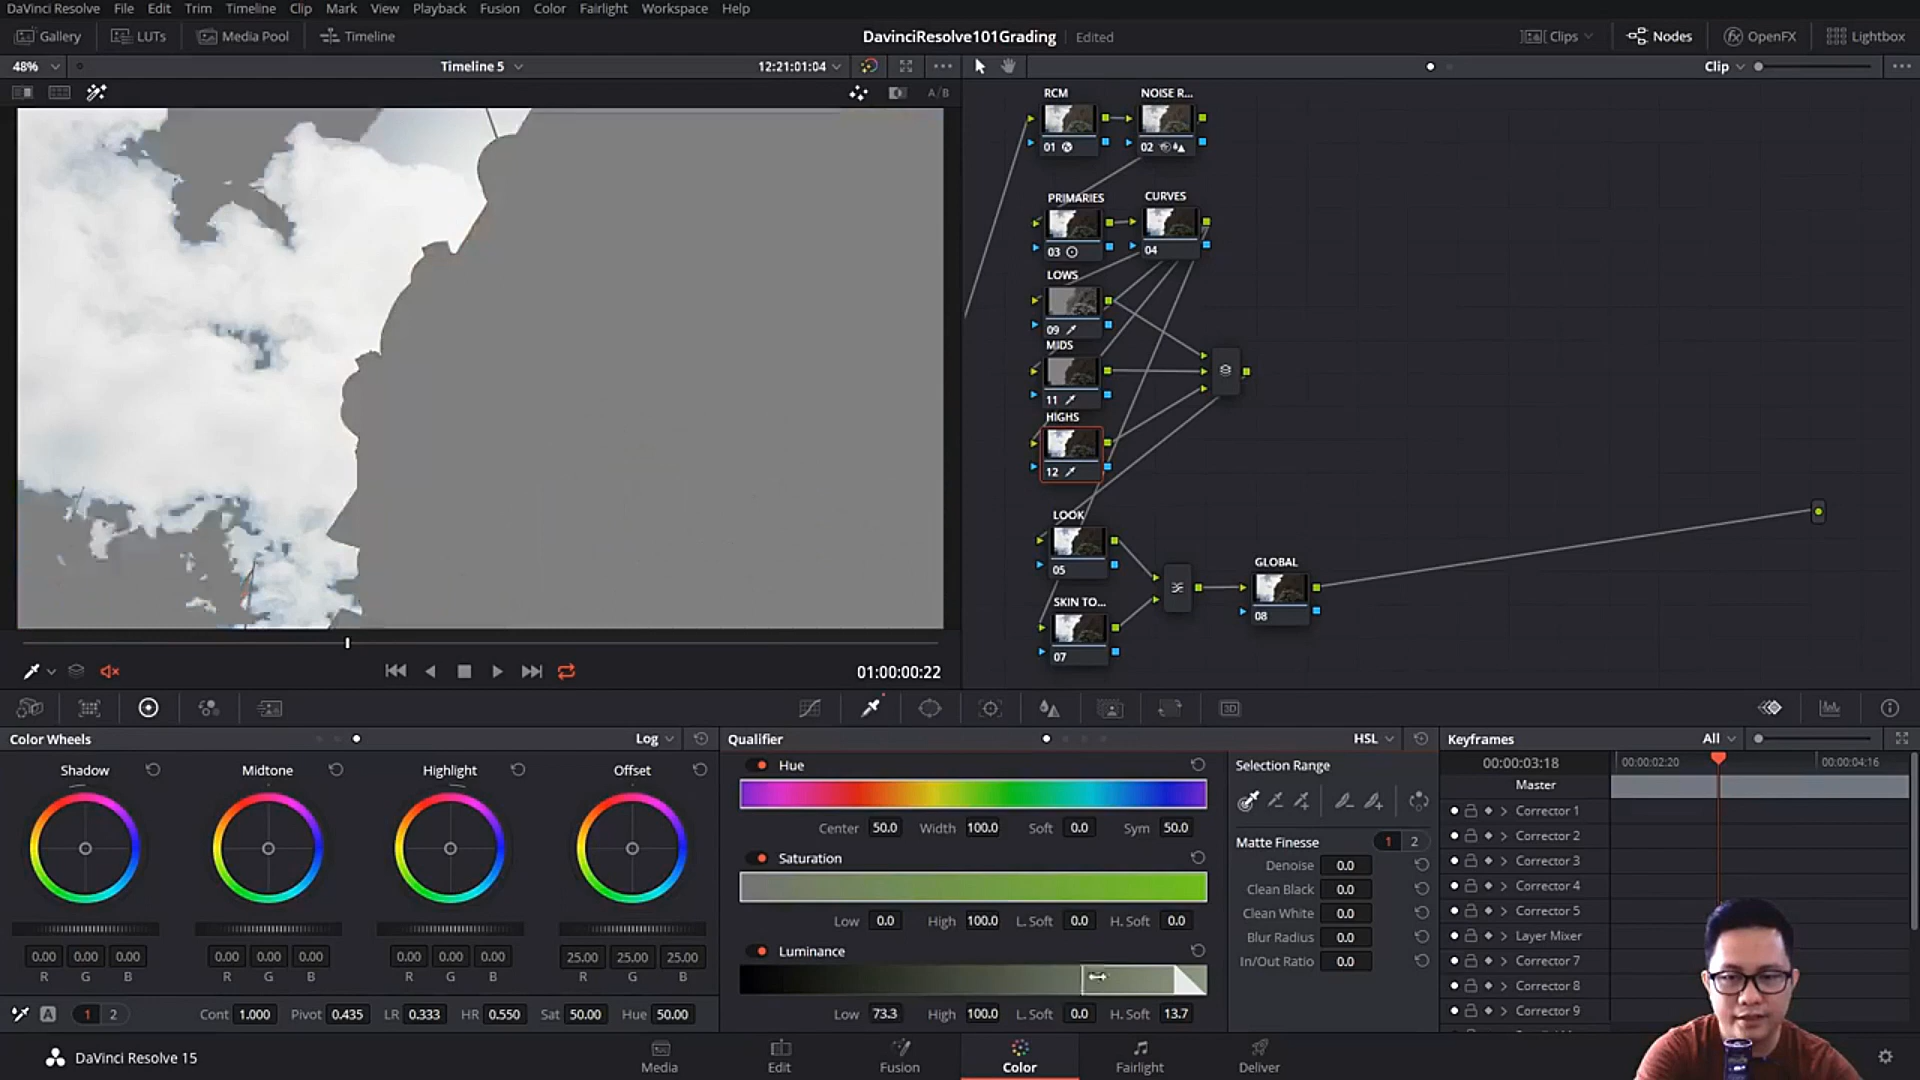 DaVinci Resolve File Edit Trim Timeline Clip Mark View Playback Fusion Color Fairlight Workspace Help
Gallery LUTs Media Pool Timeline DavinciResolve101Grading Edited Clips Nodes OpenFX Lightbox
48% Timeline 5 12:21:01:04 Clip
A/B
RCM NOISE R...
01 02
PRIMARIES CURVES
03 04
LOWS
09
MIDS
11
HIGHS
12
LOOK
05
GLOBAL
08
SKIN TO...
07
01:00:00:22
Color Wheels Log
Shadow Midtone Highlight Offset
0.00 0.00 0.00 0.00 0.00 0.00 0.00 0.00 0.00 25.00 25.00 25.00
R G B R G B R G B R G B
A 1 2 Cont 1.000 Pivot 0.435 LR 0.333 HR 0.550 Sat 50.00 Hue 50.00
Qualifier HSL
Hue
Center 50.0 Width 100.0 Soft 0.0 Sym 50.0
Saturation
Low 0.0 High 100.0 L. Soft 0.0 H. Soft 0.0
Luminance
Low 73.3 High 100.0 L. Soft 0.0 H. Soft 13.7
Selection Range
Matte Finesse 1 2
Denoise 0.0
Clean Black 0.0
Clean White 0.0
Blur Radius 0.0
In/Out Ratio 0.0
3D
Keyframes All
00:00:03:18 00:00:02:20 00:00:04:16
Master
Corrector 1
Corrector 2
Corrector 3
Corrector 4
Corrector 5
Layer Mixer
Corrector 7
Corrector 8
Corrector 9
DaVinci Resolve 15 Media Edit Fusion Color Fairlight Deliver